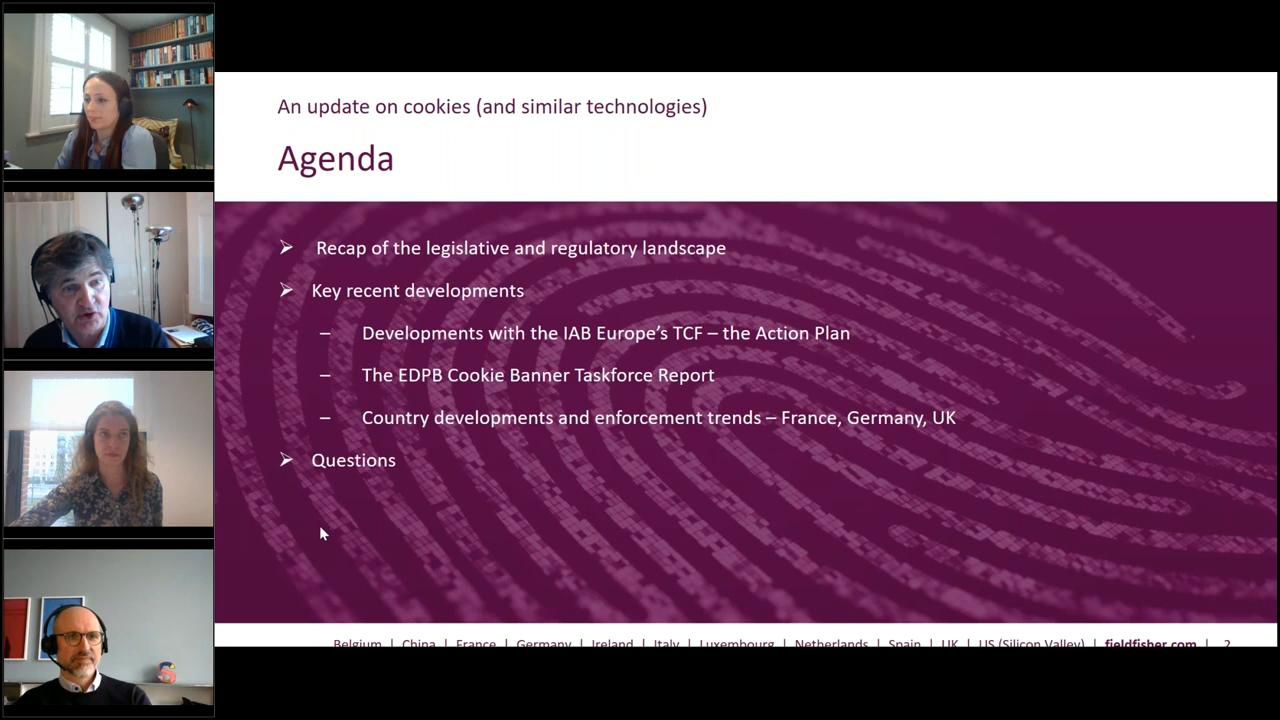 An update on cookies (and similar technologies)
Agenda
Recap of the legislative and regulatory landscape
Key recent developments
– Developments with the IAB Europe's TCF – the Action Plan
– The EDPB Cookie Banner Taskforce Report
– Country developments and enforcement trends – France, Germany, UK
Questions
Belgium | China | France | Germany | Ireland | Italy | Luxembourg | Netherlands | Spain | UK | US (Silicon Valley) | fieldfisher.com | 2